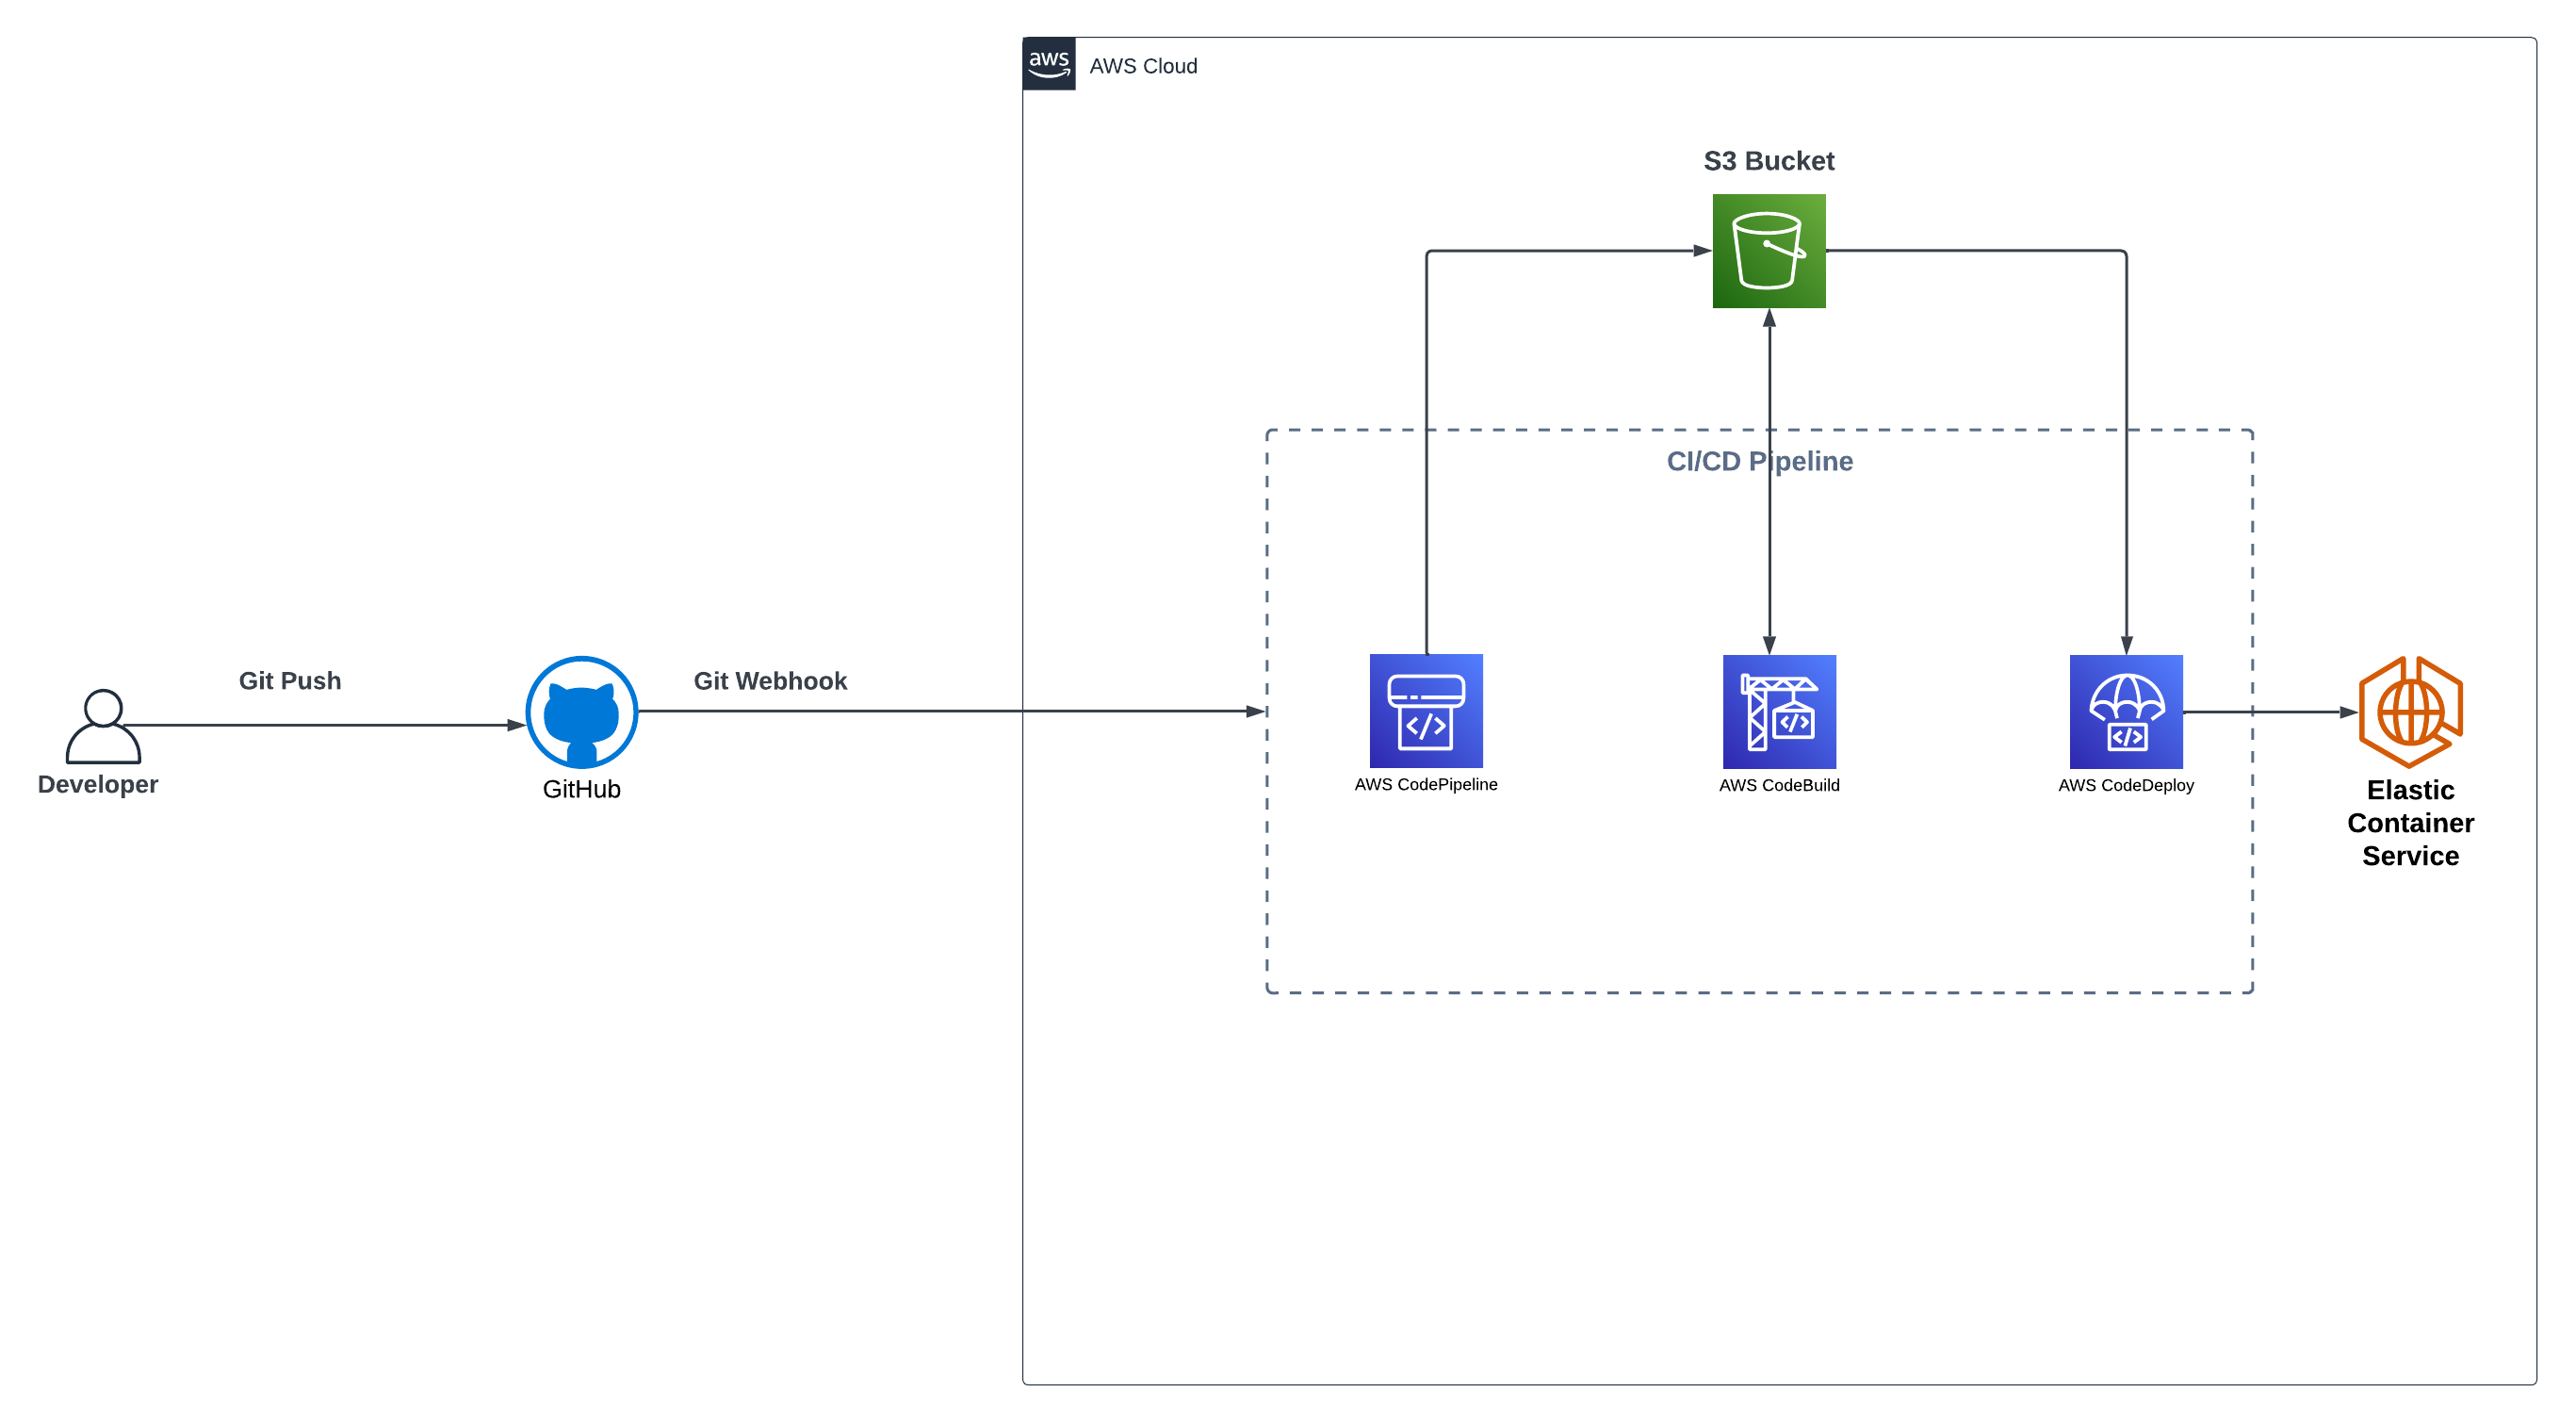 aws
AWS Cloud
S3 Bucket
CI/CD Pipeline
Git Push
Git Webhook
Developer
GitHub
AWS CodePipeline
AWS CodeBuild
AWS CodeDeploy
Elastic
Container
Service